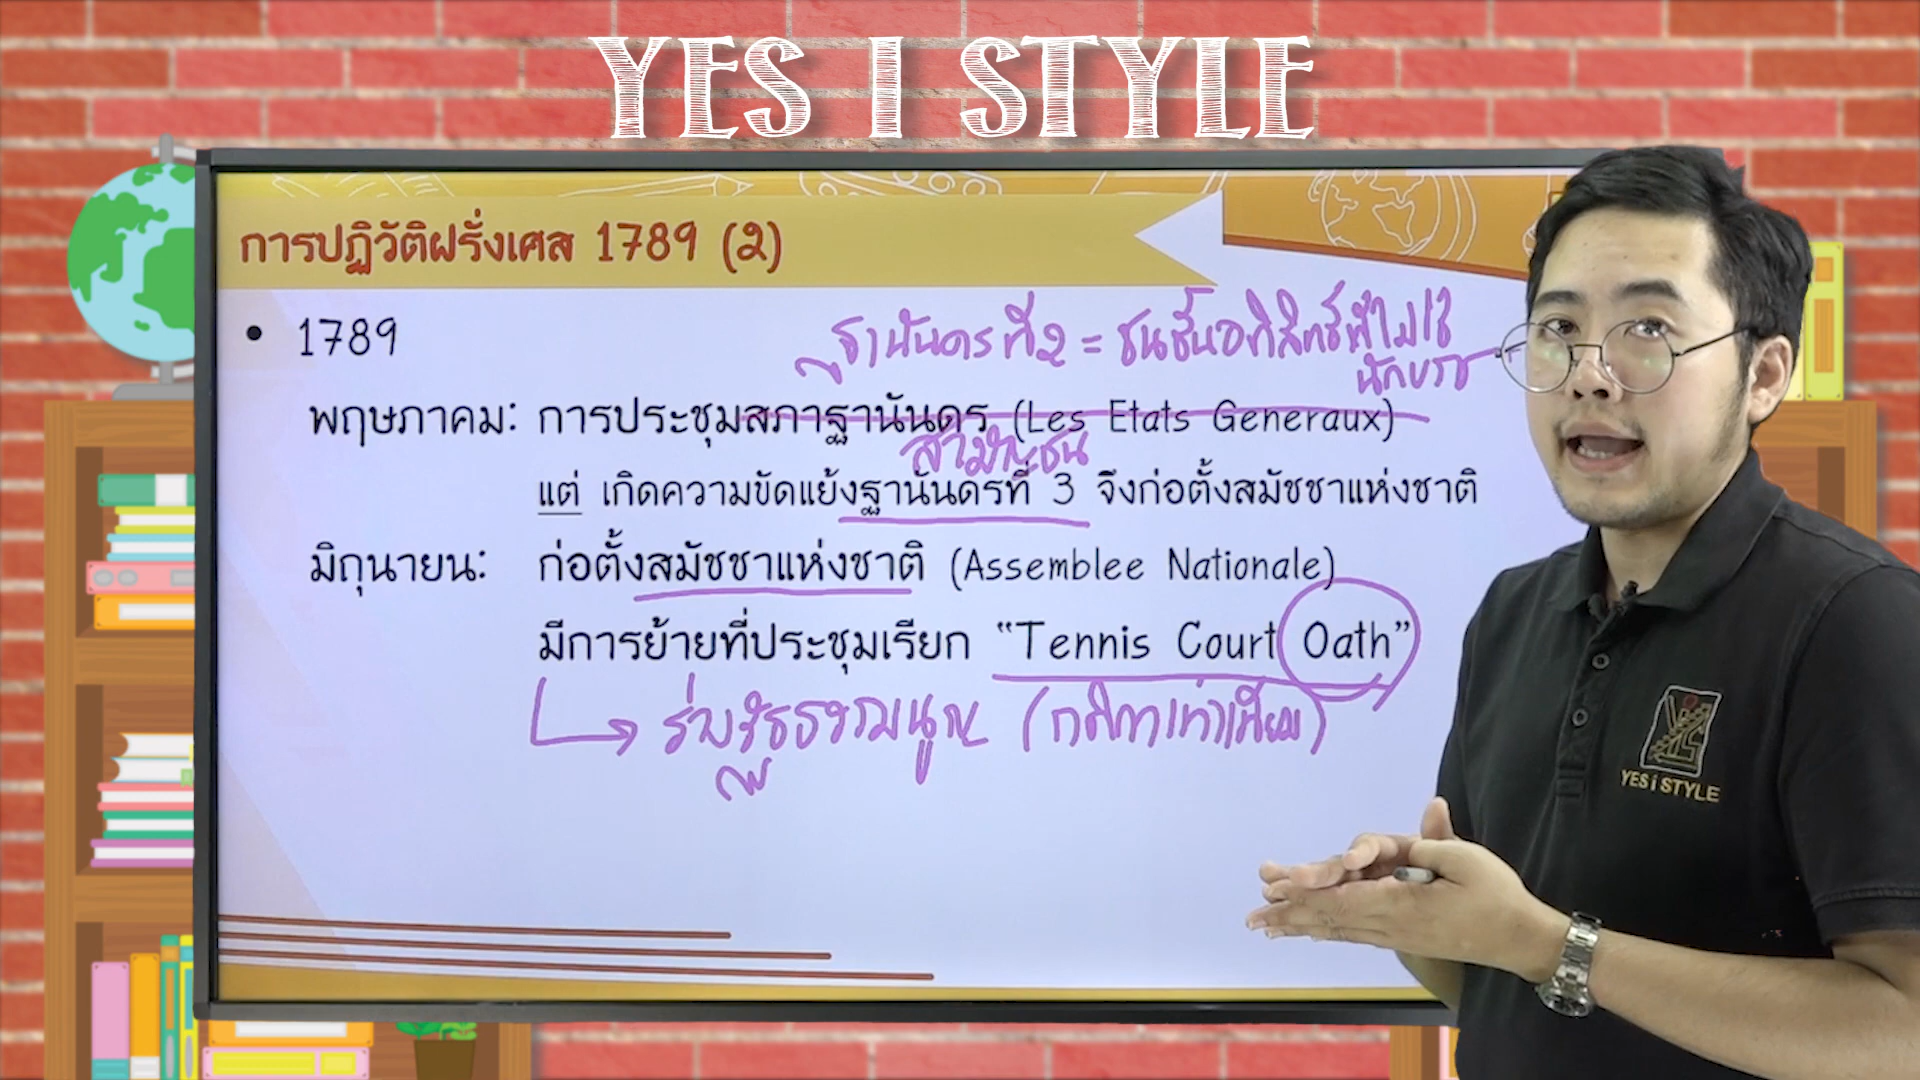 YES I STYLE
การปฏิวัติฝรั่งเศส 1789 (2)
• 1789
ฐานันดรที่ 2 = ชนชั้นอภิสิทธิ์ที่ไม่ใช่
นักบวช
พฤษภาคม: การประชุมสภาฐานันดร (Les Etats Generaux)
สามัญชน
แต่ เกิดความขัดแย้งฐานันดรที่ 3 จึงก่อตั้งสมัชชาแห่งชาติ
มิถุนายน: ก่อตั้งสมัชชาแห่งชาติ (Assemblee Nationale)
มีการย้ายที่ประชุมเรียก “Tennis Court Oath”
ร่างรัฐธรรมนูญ (กติกาเท่าเทียม)
YES i STYLE